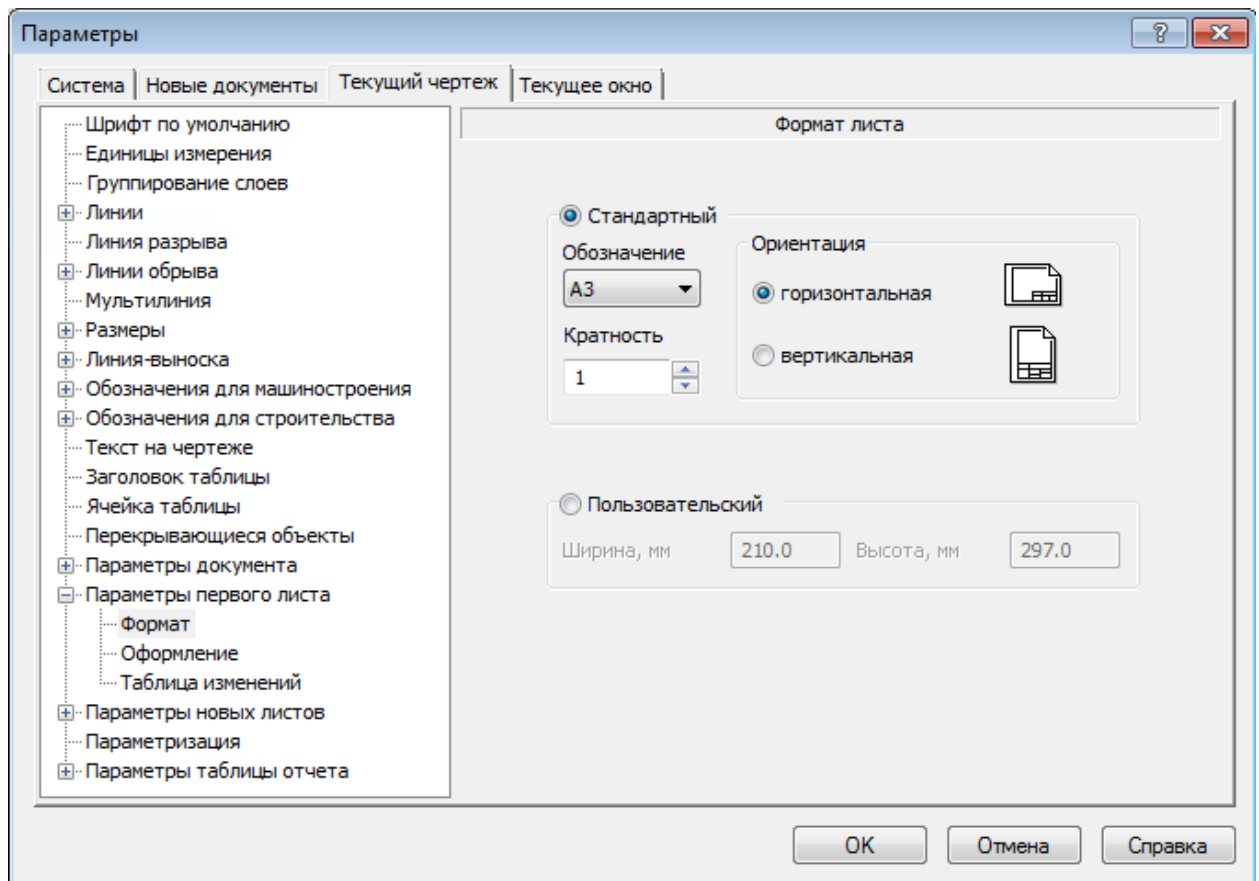 Параметры
Система
Новые документы
Текущий чертеж
Текущее окно
Шрифт по умолчанию
Единицы измерения
Группирование слоев
Линии
Линия разрыва
Линии обрыва
Мультилиния
Размеры
Линия-выноска
Обозначения для машиностроения
Обозначения для строительства
Текст на чертеже
Заголовок таблицы
Ячейка таблицы
Перекрывающиеся объекты
Параметры документа
Параметры первого листа
Формат
Оформление
Таблица изменений
Параметры новых листов
Параметризация
Параметры таблицы отчета
Формат листа
Стандартный
Обозначение
А3
Кратность
1
Ориентация
горизонтальная
вертикальная
Пользовательский
Ширина, мм
210.0
Высота, мм
297.0
OK
Отмена
Справка